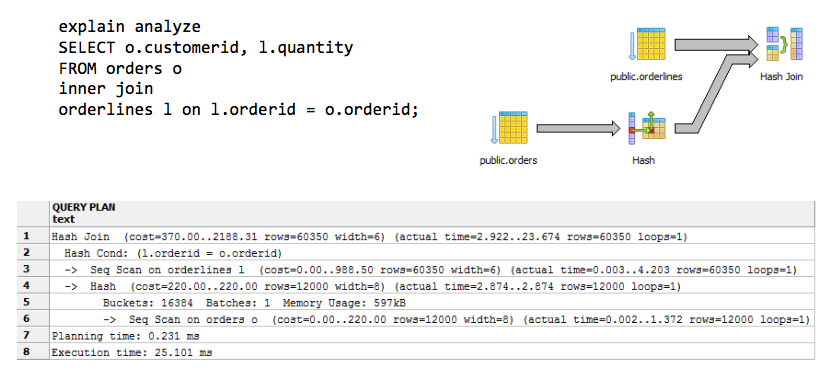 explain analyze
SELECT o.customerid, l.quantity
FROM orders o
inner join
orderlines l on l.orderid = o.orderid;
public.orderlines
Hash Join
public.orders
Hash
QUERY PLAN
text
1 Hash Join (cost=370.00..2188.31 rows=60350 width=6) (actual time=2.922..23.674 rows=60350 loops=1)
2 Hash Cond: (l.orderid = o.orderid)
3 -> Seq Scan on orderlines l (cost=0.00..988.50 rows=60350 width=6) (actual time=0.003..4.203 rows=60350 loops=1)
4 -> Hash (cost=220.00..220.00 rows=12000 width=8) (actual time=2.874..2.874 rows=12000 loops=1)
5 Buckets: 16384 Batches: 1 Memory Usage: 597kB
6 -> Seq Scan on orders o (cost=0.00..220.00 rows=12000 width=8) (actual time=0.002..1.372 rows=12000 loops=1)
7 Planning time: 0.231 ms
8 Execution time: 25.101 ms